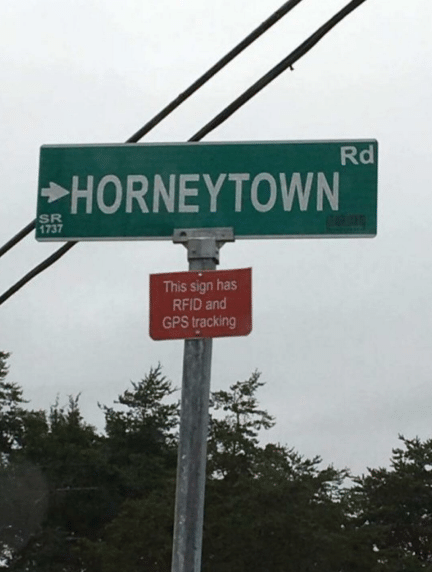 HORNEYTOWN Rd
SR
1737
This sign has
RFID and
GPS tracking